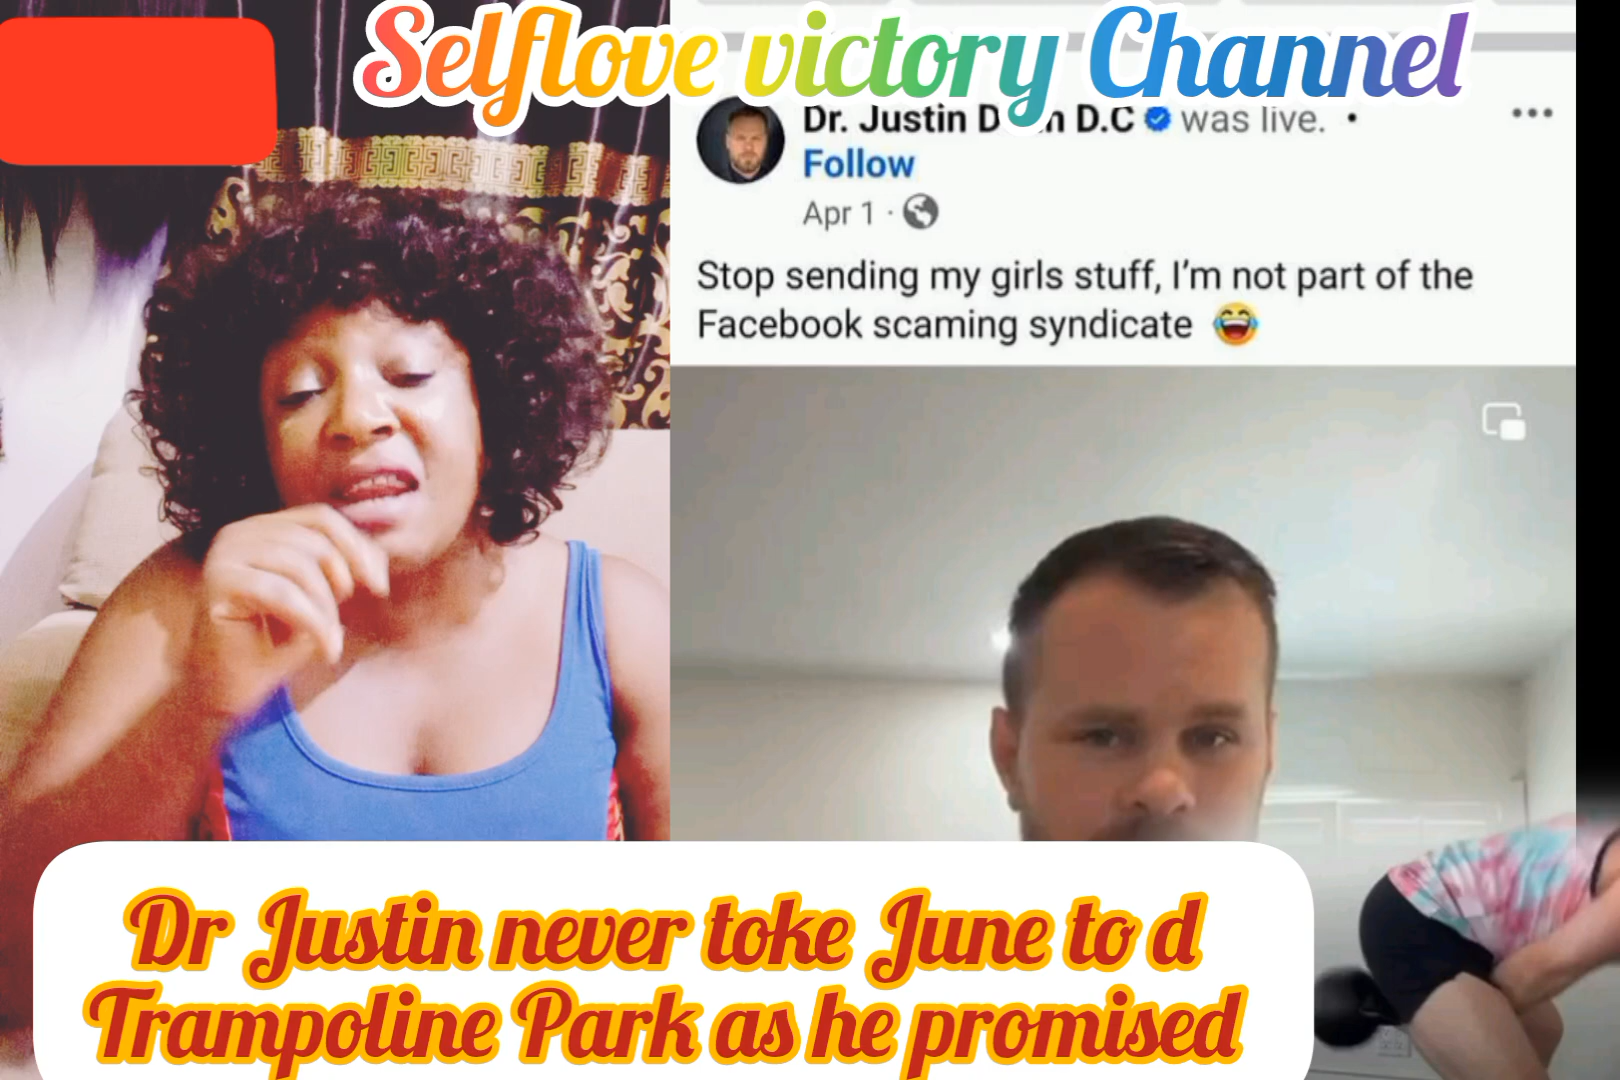 Selflove victory Channel
Dr. Justin D n D.C was live. •
Follow
Apr 1 ·
Stop sending my girls stuff, I'm not part of the
Facebook scaming syndicate 😂
Dr Justin never toke June to d
Trampoline Park as he promised